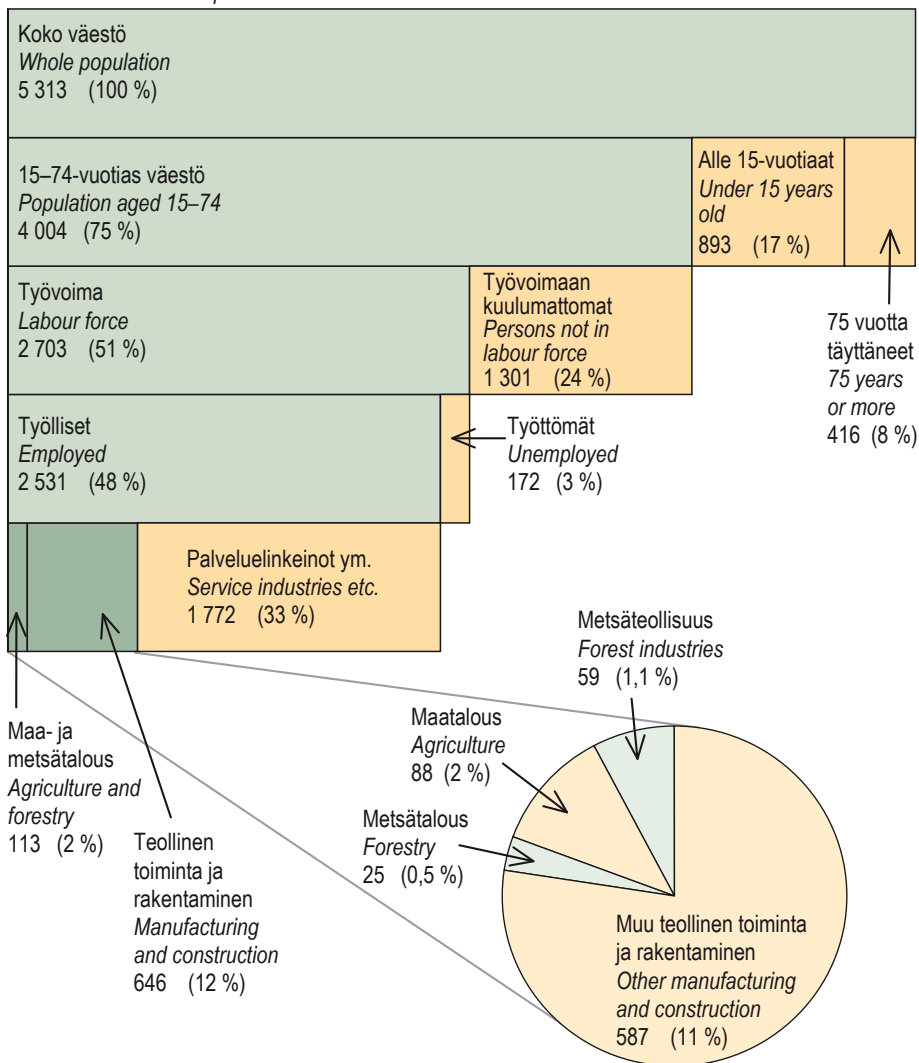 Koko väestö
Whole population
5 313 (100 %)
15–74-vuotias väestö
Population aged 15–74
4 004 (75 %)
Alle 15-vuotiaat
Under 15 years
old
893 (17 %)
75 vuotta
täyttäneet
75 years
or more
416 (8 %)
Työvoima
Labour force
2 703 (51 %)
Työvoimaan
kuulumattomat
Persons not in
labour force
1 301 (24 %)
Työlliset
Employed
2 531 (48 %)
Työttömät
Unemployed
172 (3 %)
Palveluelinkeinot ym.
Service industries etc.
1 772 (33 %)
Maa- ja
metsätalous
Agriculture and
forestry
113 (2 %)
Teollinen
toiminta ja
rakentaminen
Manufacturing
and construction
646 (12 %)
Metsäteollisuus
Forest industries
59 (1,1 %)
Maatalous
Agriculture
88 (2 %)
Metsätalous
Forestry
25 (0,5 %)
Muu teollinen toiminta
ja rakentaminen
Other manufacturing
and construction
587 (11 %)